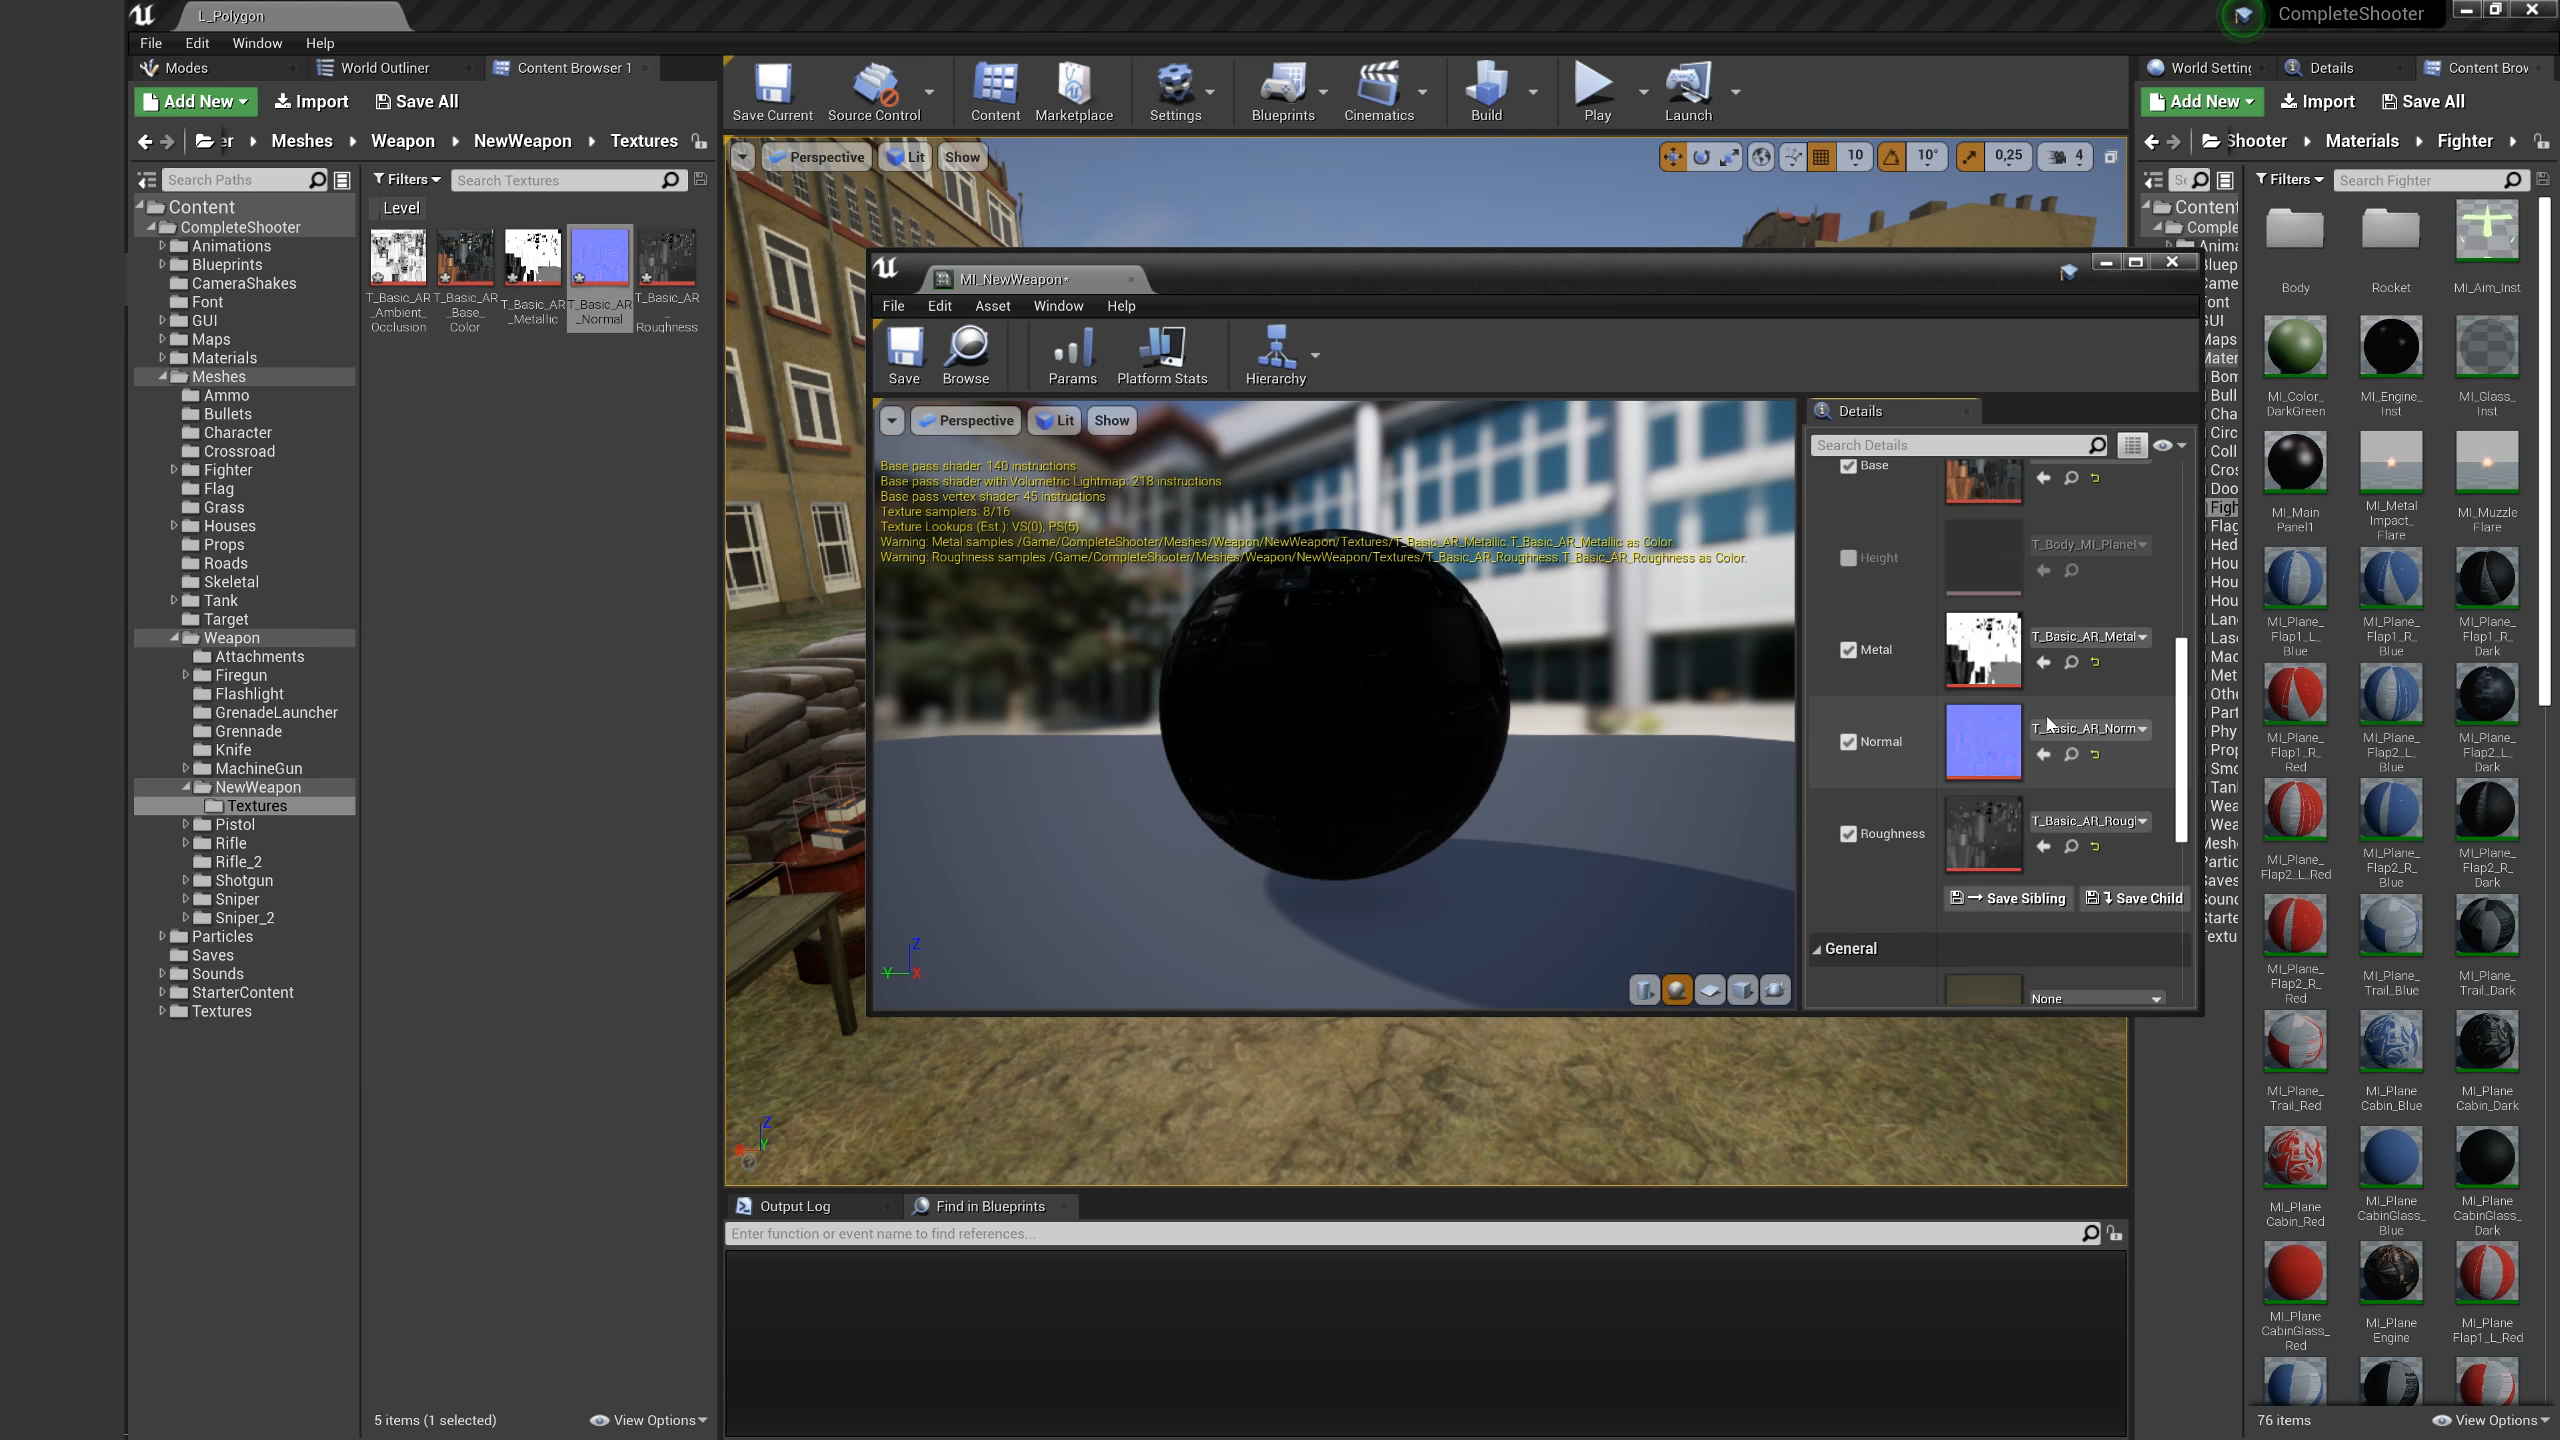 L_Polygon
CompleteShooter
File Edit Window Help
Modes
World Outliner
Content Browser 1
Add New
Import
Save All
Meshes
Weapon
NewWeapon
Textures
Search Paths
Filters
Search Textures
Level
Content
CompleteShooter
Animations
Blueprints
CameraShakes
Font
GUI
Maps
Materials
Meshes
Ammo
Bullets
Character
Crossroad
Fighter
Flag
Grass
Houses
Props
Roads
Skeletal
Tank
Target
Weapon
Attachments
Firegun
Flashlight
GrenadeLauncher
Grennade
Knife
MachineGun
NewWeapon
Textures
Pistol
Rifle
Rifle_2
Shotgun
Sniper
Sniper_2
Particles
Saves
Sounds
StarterContent
Textures
T_Basic_AR
_Ambient_
Occlusion
T_Basic_AR
_Base_
Color
T_Basic_AR
_Metallic
T_Basic_AR
_Normal
T_Basic_AR
_
Roughness
5 items (1 selected)
View Options
Save Current
Source Control
Content
Marketplace
Settings
Blueprints
Cinematics
Build
Play
Launch
Perspective
Lit
Show
10
10°
0,25
4
MI_NewWeapon*
File Edit Asset Window Help
Save
Browse
Params
Platform Stats
Hierarchy
Perspective
Lit
Show
Base pass shader: 140 instructions
Base pass shader with Volumetric Lightmap: 218 instructions
Base pass vertex shader: 45 instructions
Texture samplers: 8/16
Texture Lookups (Est.): VS(0), PS(5)
Warning: Metal samples /Game/CompleteShooter/Meshes/Weapon/NewWeapon/Textures/T_Basic_AR_Metallic.T_Basic_AR_Metallic as Color.
Warning: Roughness samples /Game/CompleteShooter/Meshes/Weapon/NewWeapon/Textures/T_Basic_AR_Roughness.T_Basic_AR_Roughness as Color.
Z
Y
X
Details
Search Details
Base
Height
T_Body_MI_Planel
Metal
T_Basic_AR_Metal
Normal
T_Basic_AR_Norm
Roughness
T_Basic_AR_Rougl
Save Sibling
Save Child
General
None
Z
X
Y
Output Log
Find in Blueprints
Enter function or event name to find references...
World Setting
Details
Content Brow
Add New
Import
Save All
Shooter
Materials
Fighter
Filters
Search Fighter
Content
Comple
Body
Rocket
MI_Aim_Inst
MI_Color_
DarkGreen
MI_Engine_
Inst
MI_Glass_
Inst
MI_Main
Panel1
MI_Metal
Impact_
Flare
MI_Muzzle
Flare
MI_Plane_
Flap1_L_
Blue
MI_Plane_
Flap1_R_
Blue
MI_Plane_
Flap1_R_
Dark
MI_Plane_
Flap1_R_
Red
MI_Plane_
Flap2_L_
Blue
MI_Plane_
Flap2_L_
Dark
MI_Plane_
Flap2_L_Red
MI_Plane_
Flap2_R_
Blue
MI_Plane_
Flap2_R_
Dark
MI_Plane_
Flap2_R_
Red
MI_Plane_
Trail_Blue
MI_Plane_
Trail_Dark
MI_Plane_
Trail_Red
MI_Plane
Cabin_Blue
MI_Plane
Cabin_Dark
MI_Plane
Cabin_Red
MI_Plane
CabinGlass_
Blue
MI_Plane
CabinGlass_
Dark
MI_Plane
CabinGlass_
Red
MI_Plane
Engine
MI_Plane
Flap1_L_Red
76 items
View Options